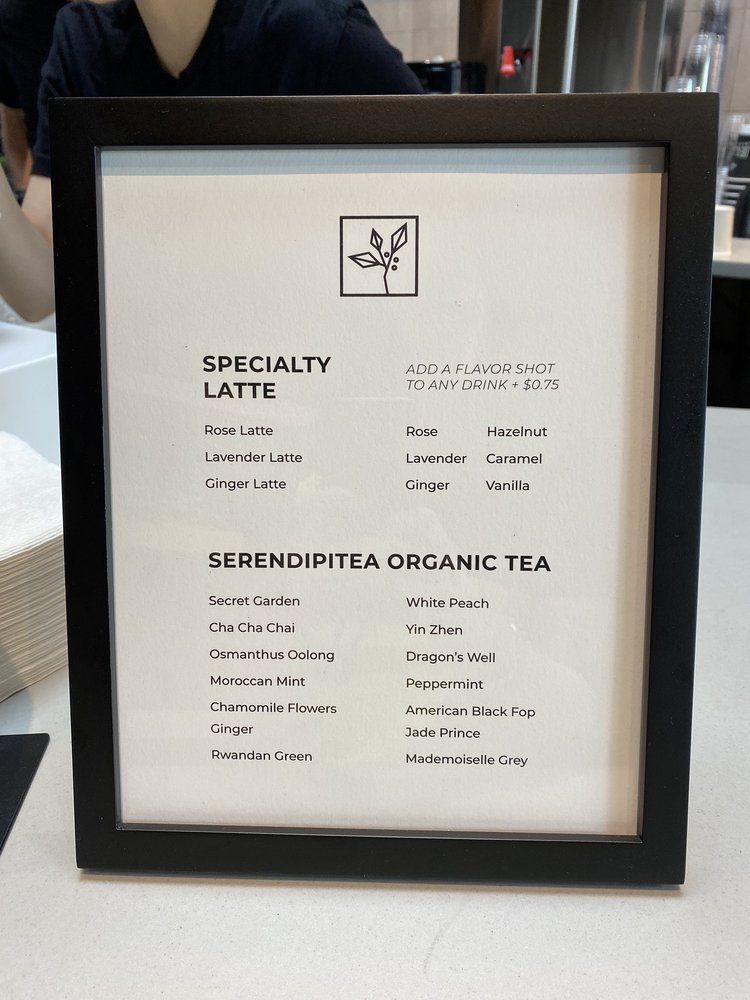 SPECIALTY
LATTE
Rose Latte
Lavender Latte
Ginger Latte
ADD A FLAVOR SHOT
TO ANY DRINK + $0.75
Rose Hazelnut
Lavender Caramel
Ginger Vanilla
SERENDIPITEA ORGANIC TEA
Secret Garden
Cha Cha Chai
Osmanthus Oolong
Moroccan Mint
Chamomile Flowers
Ginger
Rwandan Green
White Peach
Yin Zhen
Dragon's Well
Peppermint
American Black Fop
Jade Prince
Mademoiselle Grey